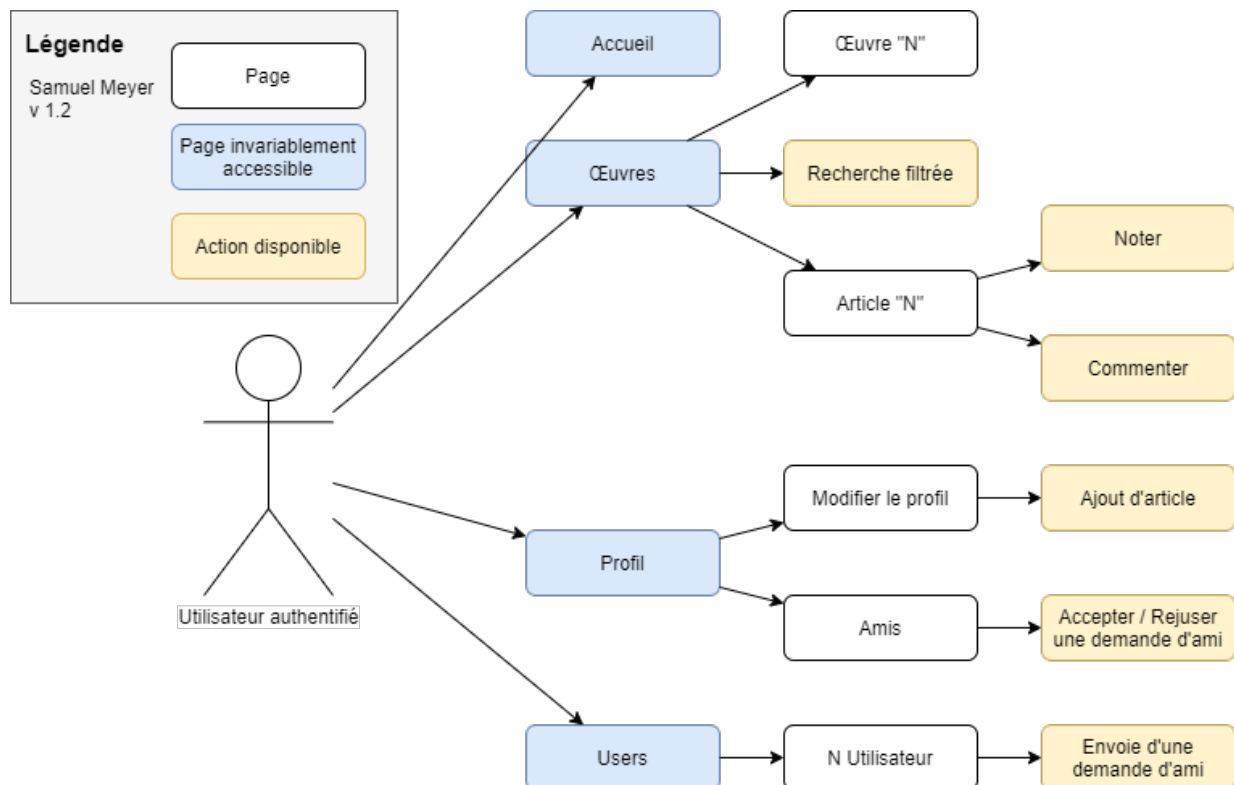 Légende
Samuel Meyer
v 1.2
Page
Page invariablement
accessible
Action disponible
Accueil
Œuvre "N"
Œuvres
Recherche filtrée
Article "N"
Noter
Commenter
Utilisateur authentifié
Profil
Modifier le profil
Ajout d'article
Amis
Accepter / Rejuser
une demande d'ami
Users
N Utilisateur
Envoie d'une
demande d'ami